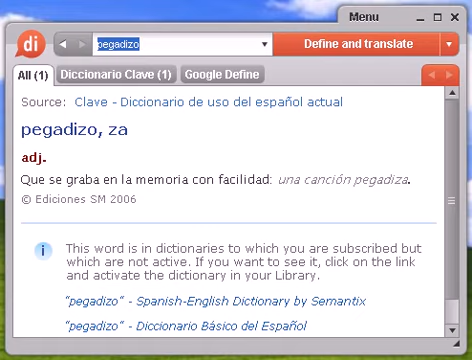 Menu
di
pegadizo
Define and translate
All (1)
Diccionario Clave (1)
Google Define
Source: Clave - Diccionario de uso del español actual
pegadizo, za
adj.
Que se graba en la memoria con facilidad: una canción pegadiza.
© Ediciones SM 2006
i
This word is in dictionaries to which you are subscribed but
which are not active. If you want to see it, click on the link
and activate the dictionary in your Library.
"pegadizo" - Spanish-English Dictionary by Semantix
"pegadizo" - Diccionario Básico del Español